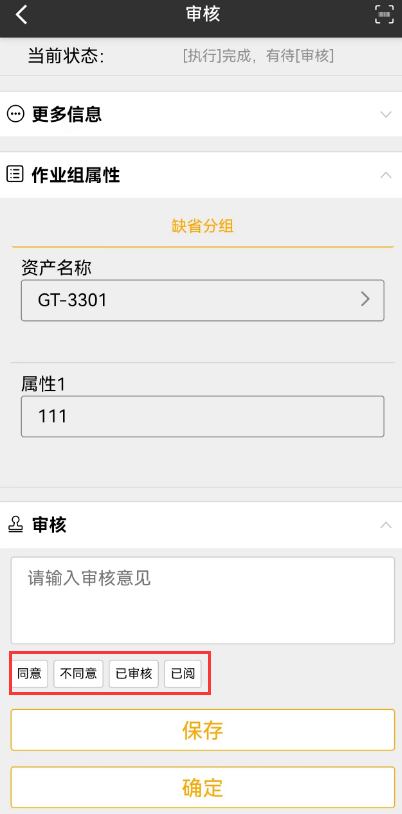 审核
当前状态：
[执行]完成，有待[审核]
更多信息
作业组属性
缺省分组
资产名称
GT-3301
属性1
111
审核
请输入审核意见
同意 不同意 已审核 已阅
保存
确定